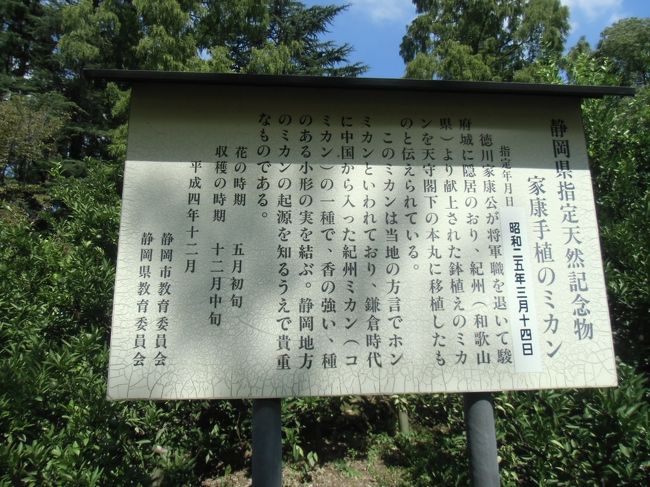 静岡県指定天然記念物
家康手植のミカン
指定年月日 昭和二五年三月十四日
徳川家康公が将軍職を退いて駿
府城に隠居のおり、紀州（和歌山
県）より献上された鉢植えのミカ
ンを天守閣下の本丸に移植したも
のと伝えられている。
このミカンは当地の方言でホン
ミカンといわれており、鎌倉時代
に中国から入った紀州ミカン（コ
ミカン）の一種で、香の強い、種
のある小形の実を結ぶ。静岡地方
のミカンの起源を知るうえで貴重
なものである。
花の時期 五月初旬
収穫の時期 十二月中旬
平成四年十二月
静岡市教育委員会
静岡県教育委員会